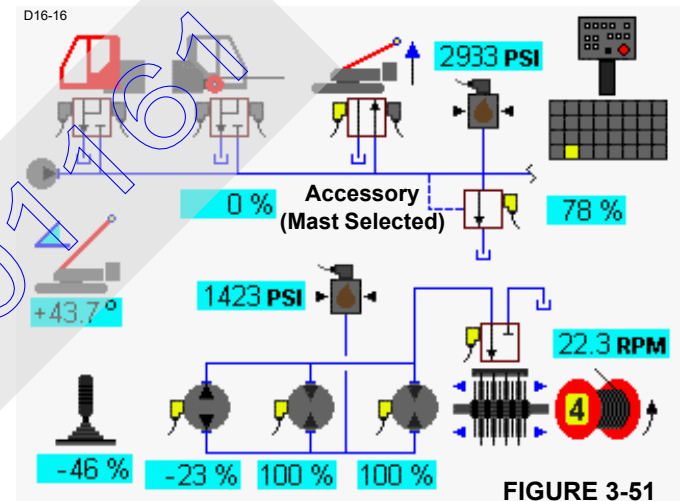 D16-16
2933 PSI
0 %
Accessory
(Mast Selected)
78 %
+43.7°
1423 PSI
22.3 RPM
4
-46 %
-23 %
100 %
100 %
FIGURE 3-51